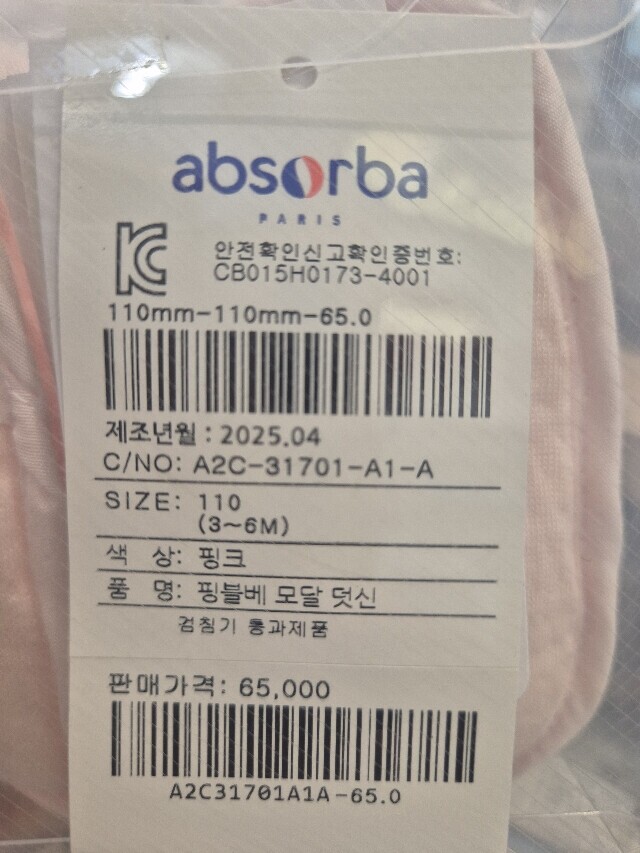 absorba
PARIS
안전확인신고확인증번호:
CB015H0173-4001
110mm-110mm-65.0
제조년월 : 2025.04
C/NO: A2C-31701-A1-A
SIZE: 110
(3~6M)
색 상: 핑크
품 명: 핑블베 모달 덧신
검침기 통과제품
판매가격: 65,000
A2C31701A1A-65.0